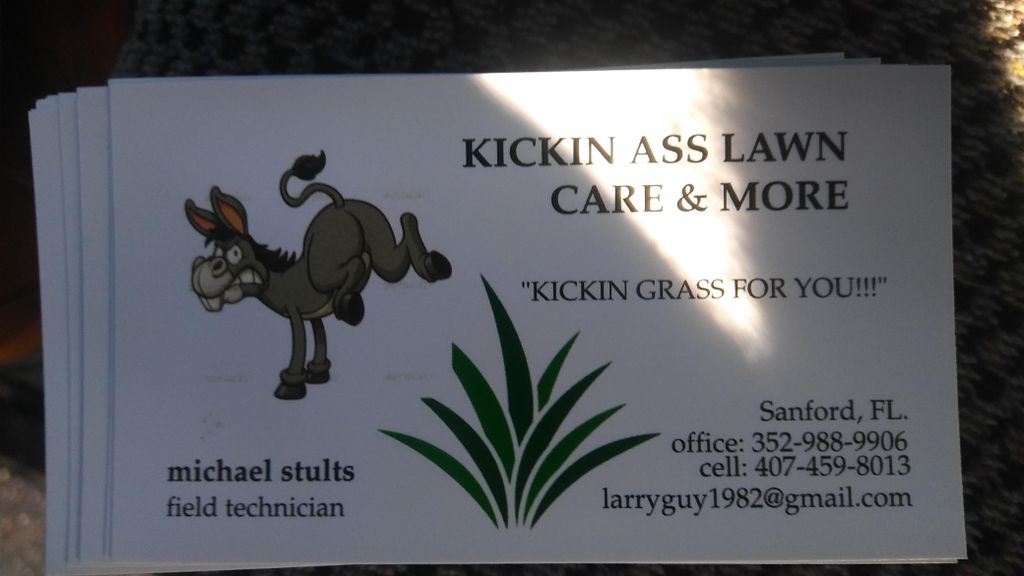 KICKIN ASS LAWN
CARE & MORE
"KICKIN GRASS FOR YOU!!!"
Sanford, FL.
office: 352-988-9906
cell: 407-459-8013
larryguy1982@gmail.com
michael stults
field technician